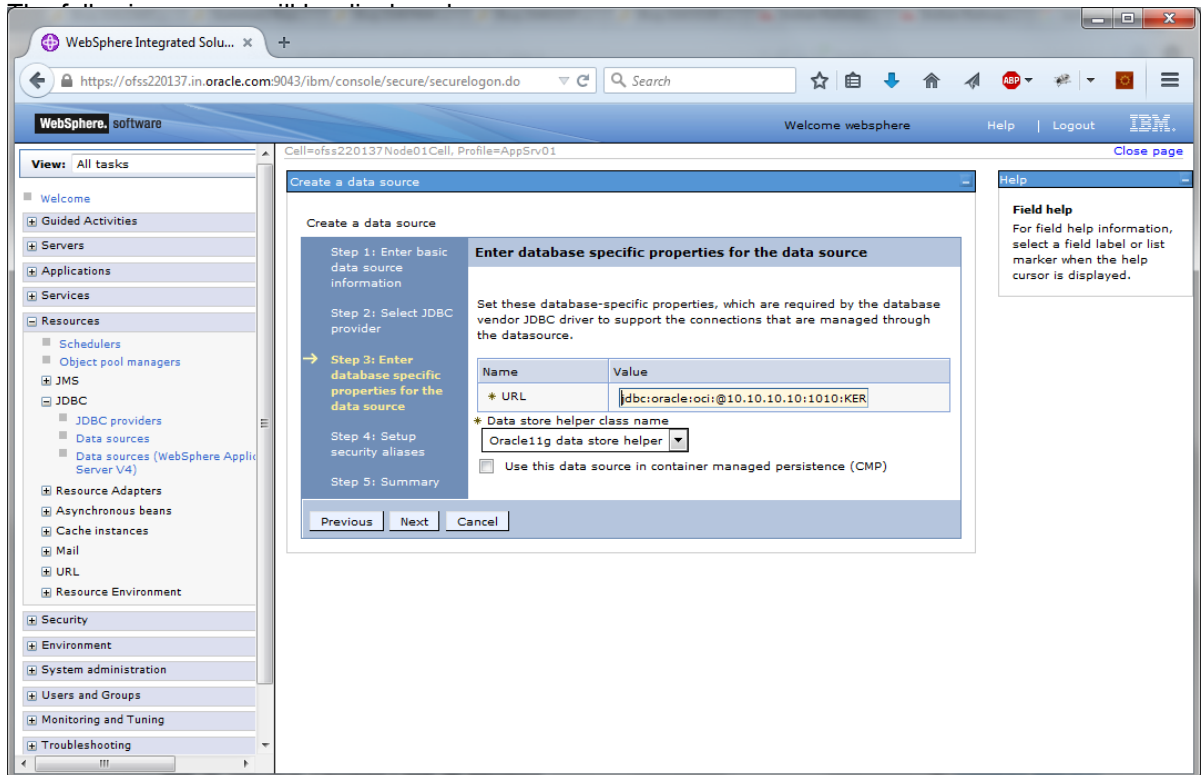 WebSphere Integrated Solu... ×
+
https://ofss220137.in.oracle.com:9043/ibm/console/secure/securelogon.do
Search
ABP
WebSphere. software
Welcome websphere
Help | Logout
IBM.
View: All tasks
Cell=ofss220137Node01Cell, Profile=AppSrv01
Close page
Welcome
Guided Activities
Servers
Applications
Services
Resources
Schedulers
Object pool managers
JMS
JDBC
JDBC providers
Data sources
Data sources (WebSphere Applic
Server V4)
Resource Adapters
Asynchronous beans
Cache instances
Mail
URL
Resource Environment
Security
Environment
System administration
Users and Groups
Monitoring and Tuning
Troubleshooting
Create a data source
Create a data source
Step 1: Enter basic
data source
information
Step 2: Select JDBC
provider
Step 3: Enter
database specific
properties for the
data source
Step 4: Setup
security aliases
Step 5: Summary
Enter database specific properties for the data source
Set these database-specific properties, which are required by the database
vendor JDBC driver to support the connections that are managed through
the datasource.
Name Value
* URL jdbc:oracle:oci:@10.10.10.10:1010:KER
* Data store helper class name
Oracle11g data store helper
Use this data source in container managed persistence (CMP)
Previous Next Cancel
Help
Field help
For field help information,
select a field label or list
marker when the help
cursor is displayed.